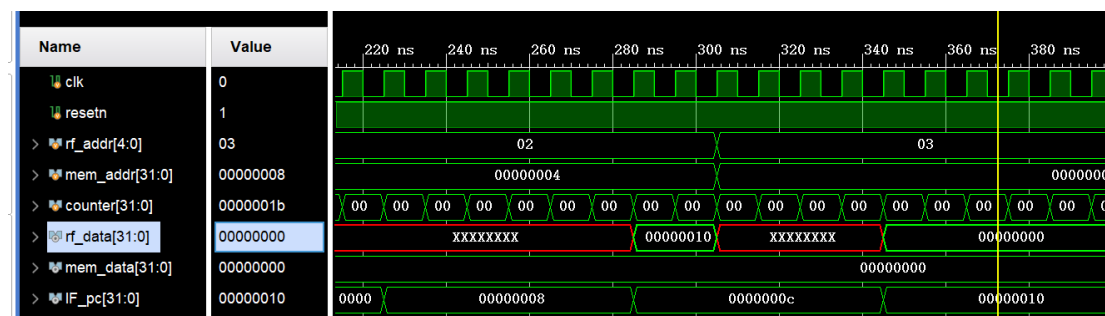 Name Value 220 ns 240 ns 260 ns 280 ns 300 ns 320 ns 340 ns 360 ns 380 ns
clk 0
resetn 1
rf_addr[4:0] 03 02 03
mem_addr[31:0] 00000008 00000004 0000000
counter[31:0] 0000001b 00 00 00 00 00 00 00 00 00 00 00 00 00 00 00 00 00 00
rf_data[31:0] 00000000 XXXXXXXX 00000010 XXXXXXXX 00000000
mem_data[31:0] 00000000 00000000
IF_pc[31:0] 00000010 0000 00000008 0000000c 00000010